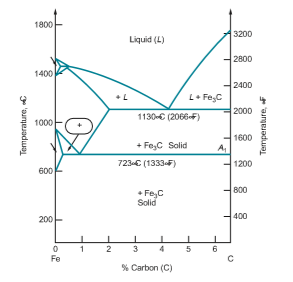 1800
1400
1000
600
200
Temperature, °C
3200
2800
2400
2000
1600
1200
800
400
Temperature, °F
Liquid (L)
+ L
L + Fe3C
1130°C (2066°F)
+
+ Fe3C Solid
A1
723°C (1333°F)
+ Fe3C
Solid
0 1 2 3 4 5 6
Fe C
% Carbon (C)